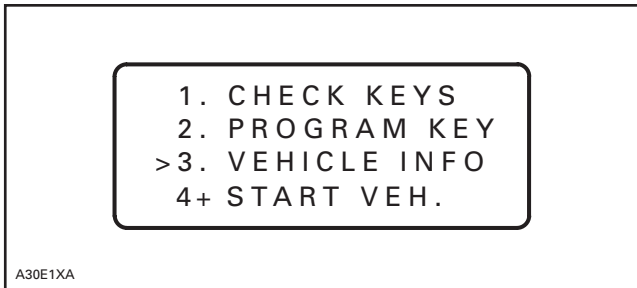 1. CHECK KEYS
2. PROGRAM KEY
>3. VEHICLE INFO
4+ START VEH.
A30E1XA